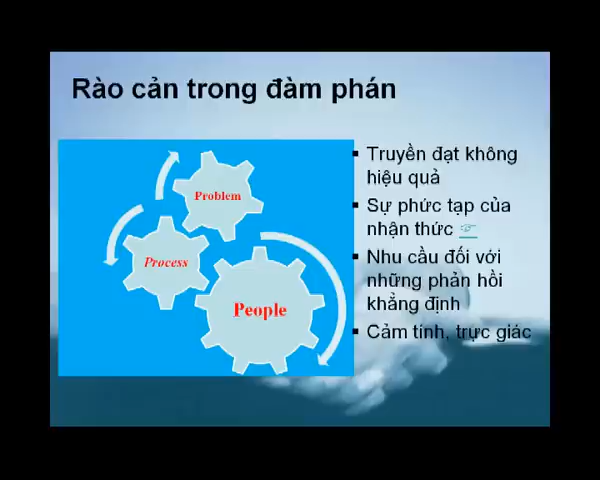 Rào cản trong đàm phán
Problem
Process
People
Truyền đạt không
hiệu quả
Sự phức tạp của
nhận thức ☞
Nhu cầu đối với
những phản hồi
khẳng định
Cảm tính, trực giác